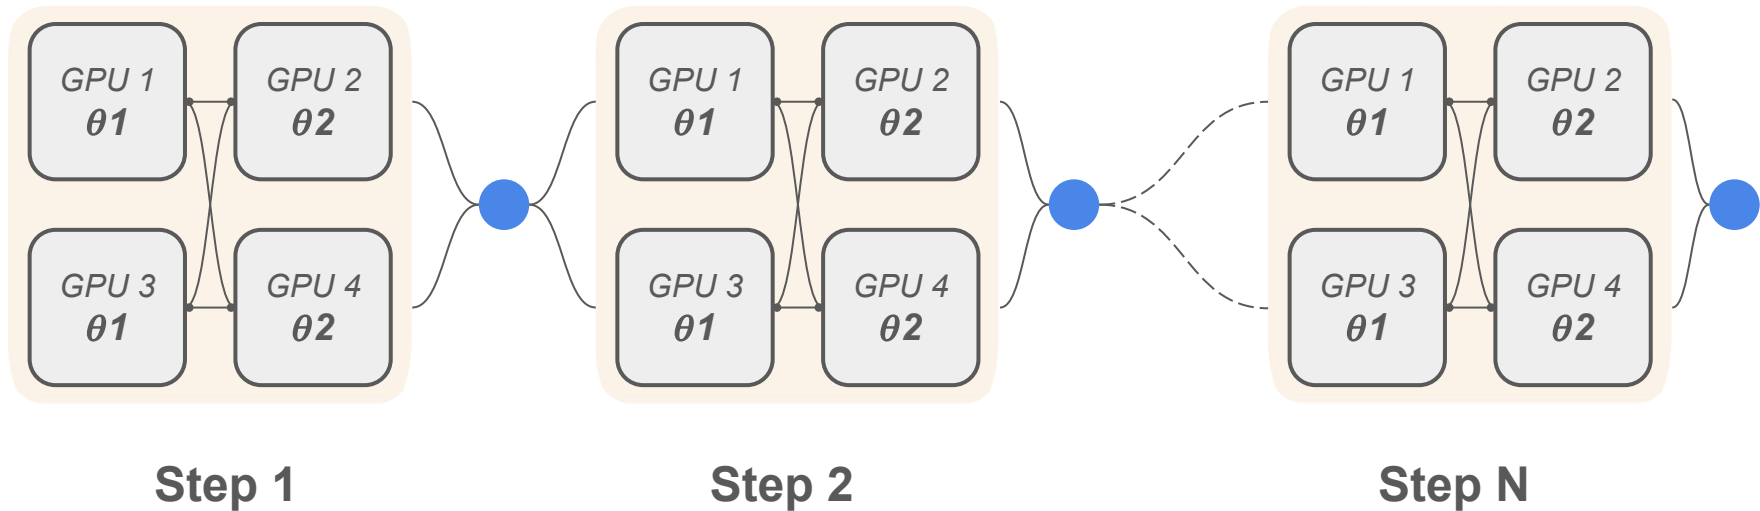 GPU 1
θ1
GPU 2
θ2
GPU 3
θ1
GPU 4
θ2
Step 1
GPU 1
θ1
GPU 2
θ2
GPU 3
θ1
GPU 4
θ2
Step 2
GPU 1
θ1
GPU 2
θ2
GPU 3
θ1
GPU 4
θ2
Step N